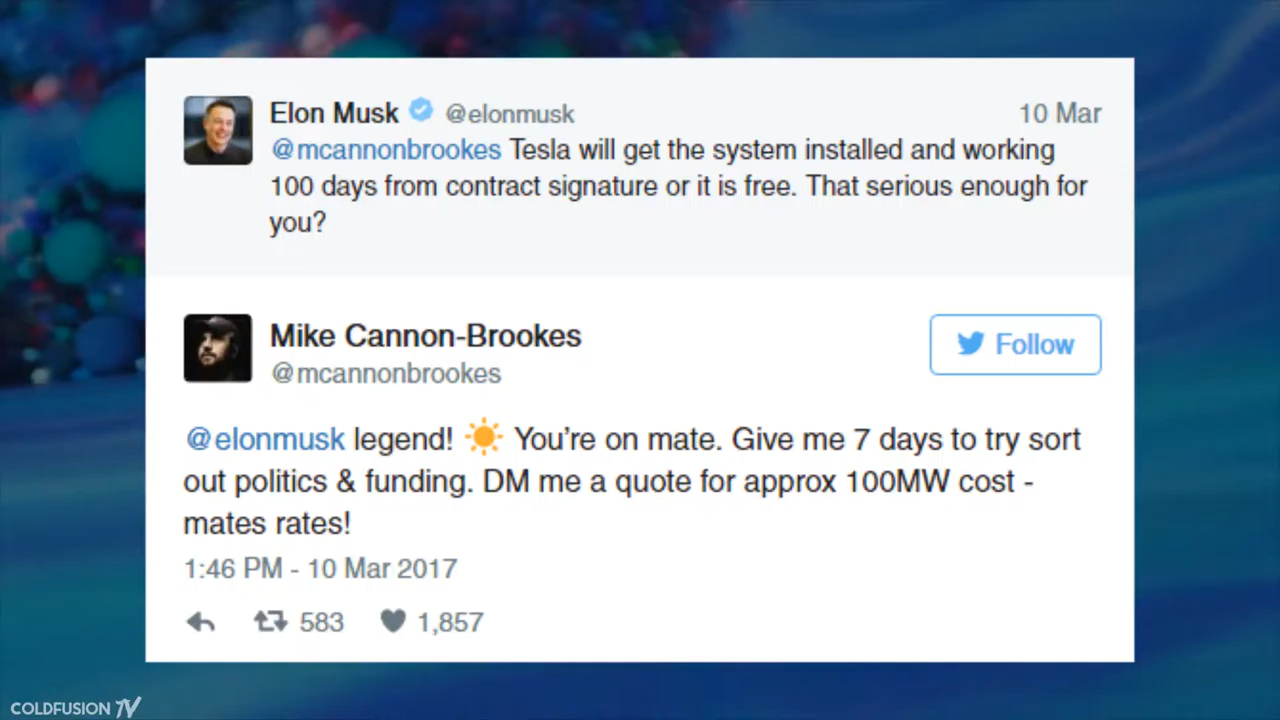 Elon Musk @elonmusk 10 Mar
@mcannonbrookes Tesla will get the system installed and working
100 days from contract signature or it is free. That serious enough for
you?
Mike Cannon-Brookes
@mcannonbrookes
Follow
@elonmusk legend! ☀ You're on mate. Give me 7 days to try sort
out politics & funding. DM me a quote for approx 100MW cost -
mates rates!
1:46 PM - 10 Mar 2017
583 1,857
COLDFUSION TV